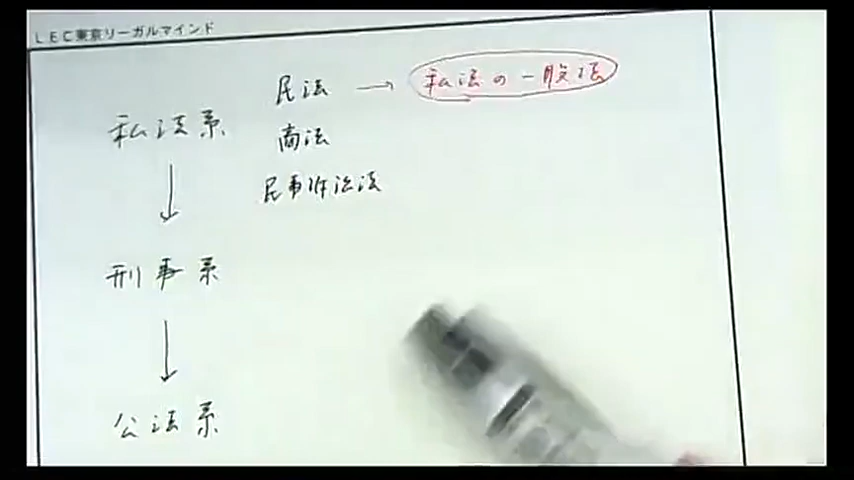 LEC東京リーガルマインド
民法 → 私法の一般法
私法系
商法
民事訴訟法
↓
刑事系
↓
公法系